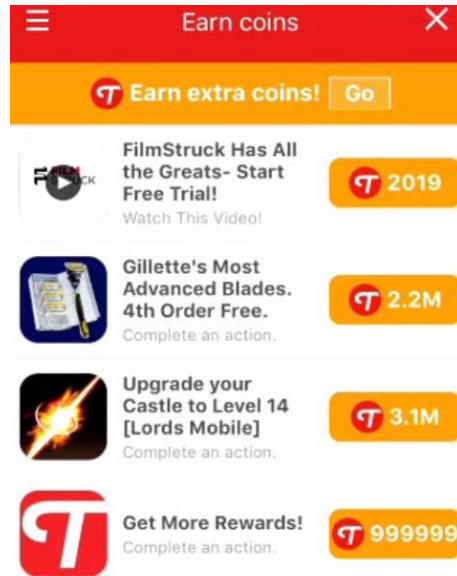 Earn coins
Earn extra coins! Go
FilmStruck Has All
the Greats- Start
Free Trial!
Watch This Video!
2019
Gillette's Most
Advanced Blades.
4th Order Free.
Complete an action.
2.2M
Upgrade your
Castle to Level 14
[Lords Mobile]
Complete an action.
3.1M
Get More Rewards!
Complete an action.
999999